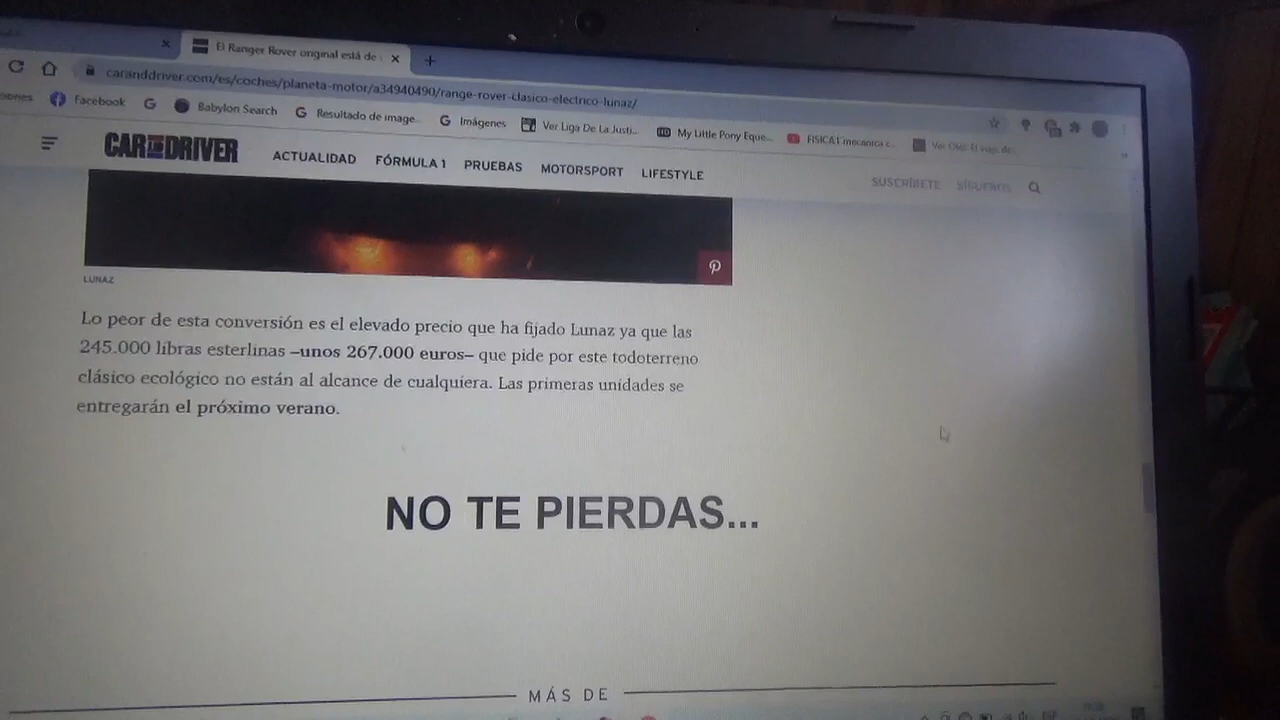 El Ranger Rover original está de
caranddriver.com/es/coches/planeta-motor/a34940490/range-rover-clasico-electrico-lunaz/
Facebook
Babylon Search
Resultado de image...
Imágenes
Ver Liga De La Justi...
My Little Pony Eque...
CAR AND DRIVER
ACTUALIDAD FÓRMULA 1 PRUEBAS MOTORSPORT LIFESTYLE
SUSCRÍBETE SÍGUENOS
LUNAZ
Lo peor de esta conversión es el elevado precio que ha fijado Lunaz ya que las
245.000 libras esterlinas –unos 267.000 euros– que pide por este todoterreno
clásico ecológico no están al alcance de cualquiera. Las primeras unidades se
entregarán el próximo verano.
NO TE PIERDAS...
MÁS DE